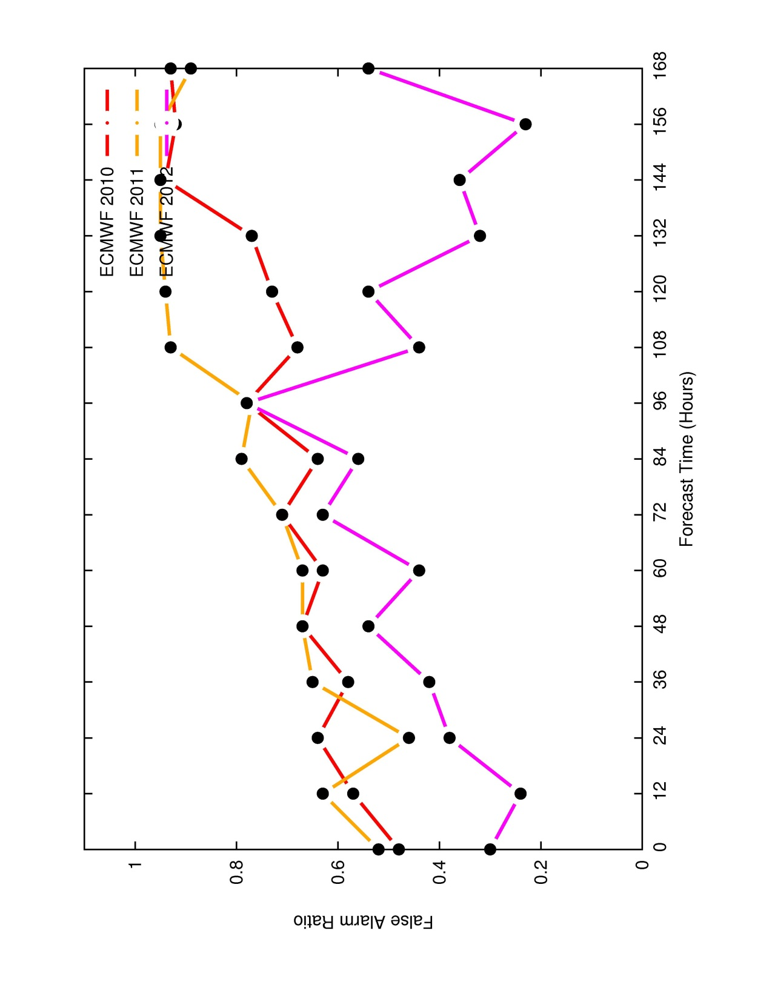 ECMWF 2010
ECMWF 2011
ECMWF 2012
1
0.8
0.6
0.4
0.2
0
False Alarm Ratio
0 12 24 36 48 60 72 84 96 108 120 132 144 156 168
Forecast Time (Hours)